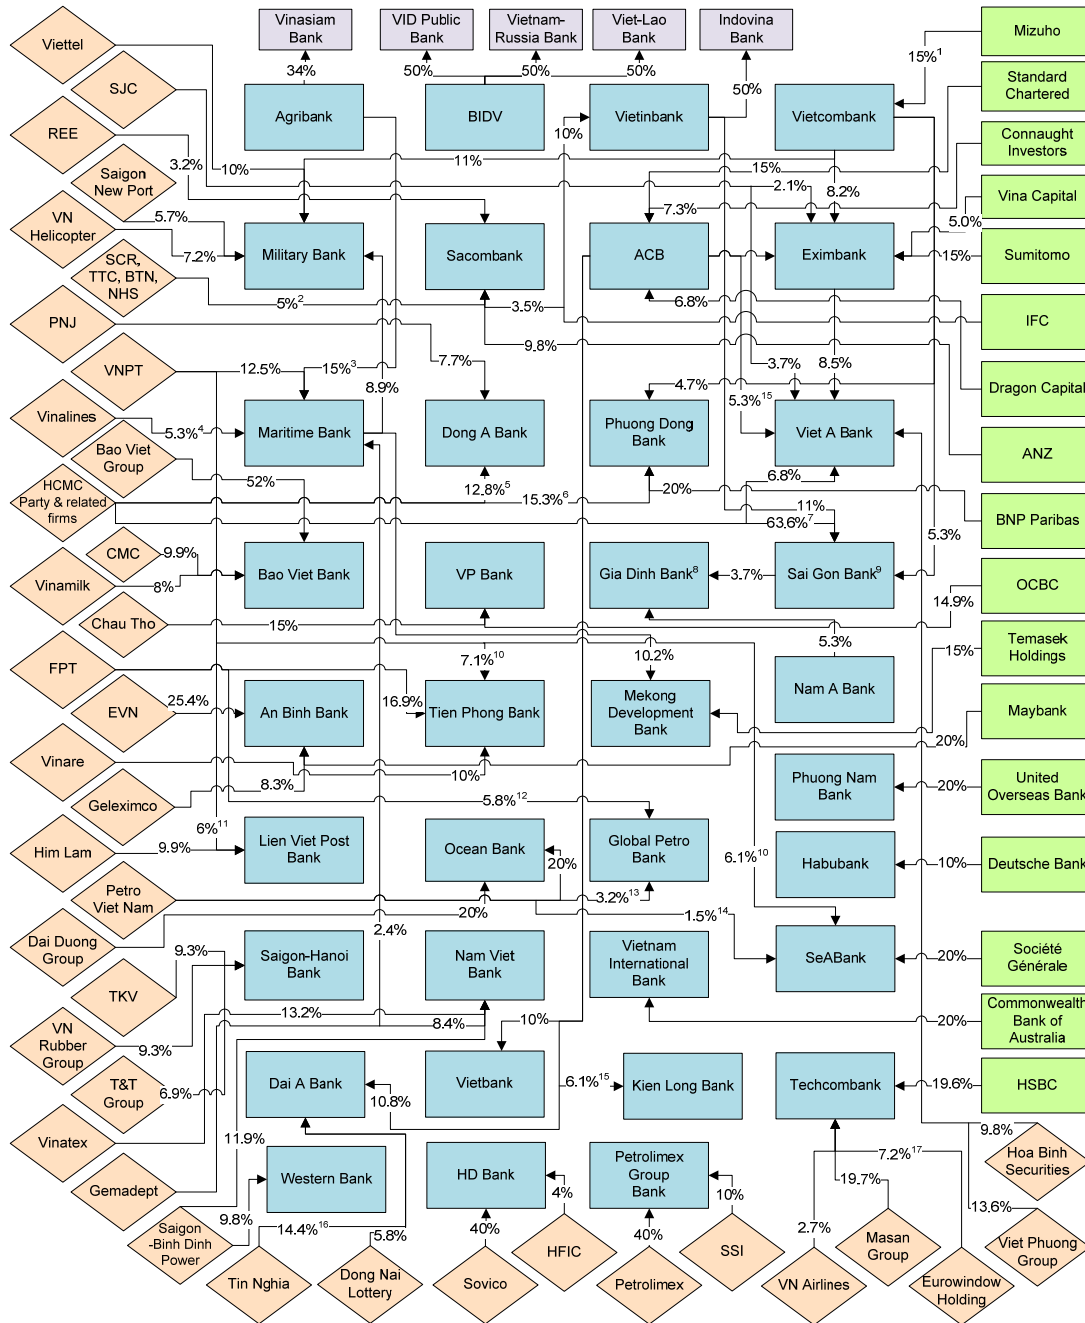 Viettel
Vinasiam
Bank
VID Public
Bank
Vietnam-
Russia Bank
Viet-Lao
Bank
Indovina
Bank
Mizuho
34%
50%
50%
50%
50%
15%¹
SJC
Agribank
BIDV
Vietinbank
Vietcombank
Standard
Chartered
REE
10%
Connaught
Investors
3.2%
10%
11%
15%
2.1%
8.2%
Saigon
New Port
Vina Capital
5.7%
7.3%
5.0%
VN
Helicopter
7.2%
Military Bank
Sacombank
ACB
Eximbank
15%
Sumitomo
SCR,
TTC, BTN,
NHS
5%²
3.5%
6.8%
IFC
PNJ
9.8%
VNPT
12.5%
15%³
8.9%
7.7%
4.7%
3.7%
8.5%
Dragon Capital
5.3%¹⁵
Vinalines
5.3%⁴
Maritime Bank
Dong A Bank
Phuong Dong
Bank
Viet A Bank
ANZ
Bao Viet
Group
52%
12.8%⁵
15.3%⁶
20%
6.8%
HCMC
Party & related
firms
11%
63.6%⁷
BNP Paribas
5.3%
CMC
9.9%
Vinamilk
8%
Bao Viet Bank
VP Bank
Gia Dinh Bank⁸
3.7%
Sai Gon Bank⁹
OCBC
14.9%
Chau Tho
15%
5.3%
7.1%¹⁰
10.2%
15%
Temasek
Holdings
FPT
16.9%
Nam A Bank
EVN
25.4%
An Binh Bank
Tien Phong Bank
Mekong
Development
Bank
Maybank
20%
Vinare
10%
8.3%
Geleximco
5.8%¹²
Phuong Nam
Bank
20%
United
Overseas Bank
6%¹¹
Him Lam
9.9%
Lien Viet Post
Bank
Ocean Bank
20%
Global Petro
Bank
6.1%¹⁰
Habubank
10%
Deutsche Bank
Petro
Viet Nam
3.2%¹³
20%
1.5%¹⁴
Dai Duong
Group
2.4%
9.3%
Saigon-Hanoi
Bank
Nam Viet
Bank
Vietnam
International
Bank
SeABank
20%
Société
Générale
TKV
13.2%
8.4%
10%
20%
Commonwealth
Bank of
Australia
VN
Rubber
Group
9.3%
T&T
Group
6.9%
Dai A Bank
10.8%
Vietbank
6.1%¹⁵
Kien Long Bank
Techcombank
19.6%
HSBC
Vinatex
11.9%
9.8%
Hoa Binh
Securities
7.2%¹⁷
Gemadept
Western Bank
HD Bank
4%
Petrolimex
Group
Bank
10%
19.7%
13.6%
Saigon
-Binh Dinh
Power
9.8%
14.4%¹⁶
5.8%
40%
40%
2.7%
Masan
Group
Viet Phuong
Group
Tin Nghia
Dong Nai
Lottery
Sovico
HFIC
Petrolimex
SSI
VN Airlines
Eurowindow
Holding